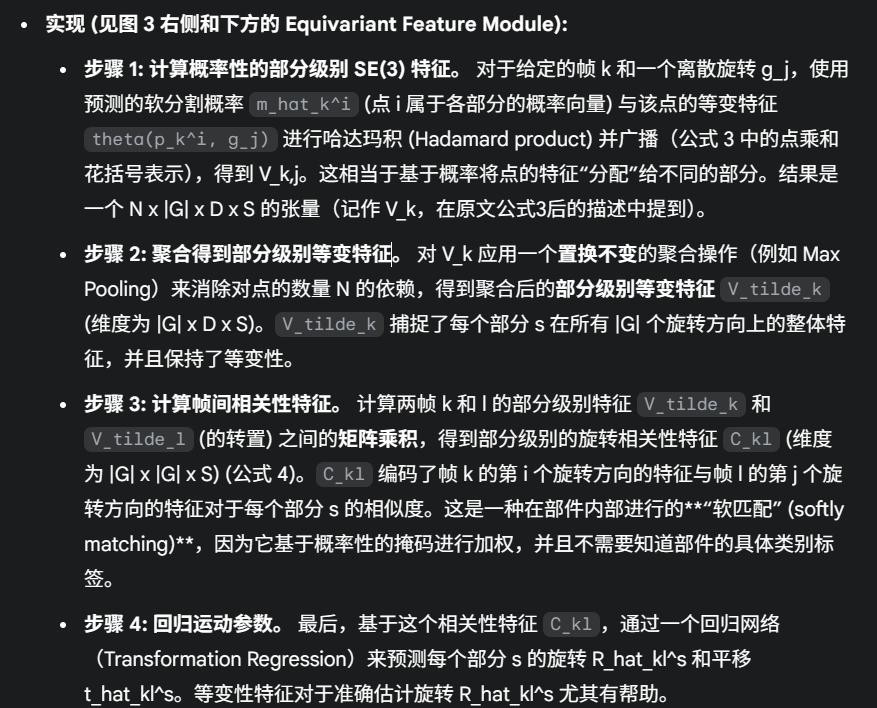 • 实现 (见图 3 右侧和下方的 Equivariant Feature Module):
• 步骤 1: 计算概率性的部分级别 SE(3) 特征。 对于给定的帧 k 和一个离散旋转 g_j，使用
预测的软分割概率 m_hat_k^i (点 i 属于各部分的概率向量) 与该点的等变特征
theta(p_k^i, g_j) 进行哈达玛积 (Hadamard product) 并广播（公式 3 中的点乘和
花括号表示），得到 V_k,j。这相当于基于概率将点的特征“分配”给不同的部分。结果是
一个 N x |G| x D x S 的张量（记作 V_k，在原文公式3后的描述中提到）。
• 步骤 2: 聚合得到部分级别等变特征。 对 V_k 应用一个置换不变的聚合操作（例如 Max
Pooling）来消除对点的数量 N 的依赖，得到聚合后的部分级别等变特征 V_tilde_k
(维度为 |G| x D x S)。V_tilde_k 捕捉了每个部分 s 在所有 |G| 个旋转方向上的整体特
征，并且保持了等变性。
• 步骤 3: 计算帧间相关性特征。 计算两帧 k 和 l 的部分级别特征 V_tilde_k 和
V_tilde_l (的转置) 之间的矩阵乘积，得到部分级别的旋转相关性特征 C_kl (维度
为 |G| x |G| x S) (公式 4)。C_kl 编码了帧 k 的第 i 个旋转方向的特征与帧 l 的第 j 个旋
转方向的特征对于每个部分 s 的相似度。这是一种在部件内部进行的**“软匹配” (softly
matching)**，因为它基于概率性的掩码进行加权，并且不需要知道部件的具体类别标
签。
• 步骤 4: 回归运动参数。 最后，基于这个相关性特征 C_kl，通过一个回归网络
（Transformation Regression）来预测每个部分 s 的旋转 R_hat_kl^s 和平移
t_hat_kl^s。等变性特征对于准确估计旋转 R_hat_kl^s 尤其有帮助。